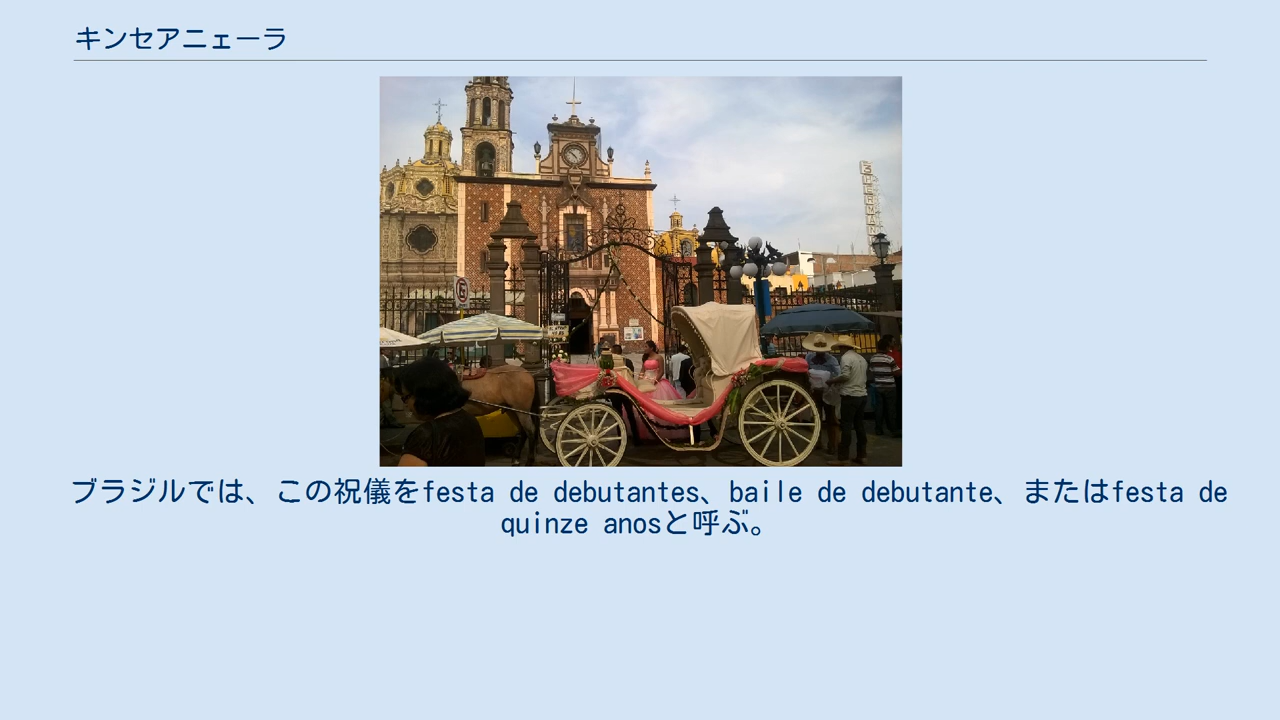 キンセアニェーラ
ブラジルでは、この祝儀をfesta de debutantes、baile de debutante、またはfesta de
quinze anosと呼ぶ。